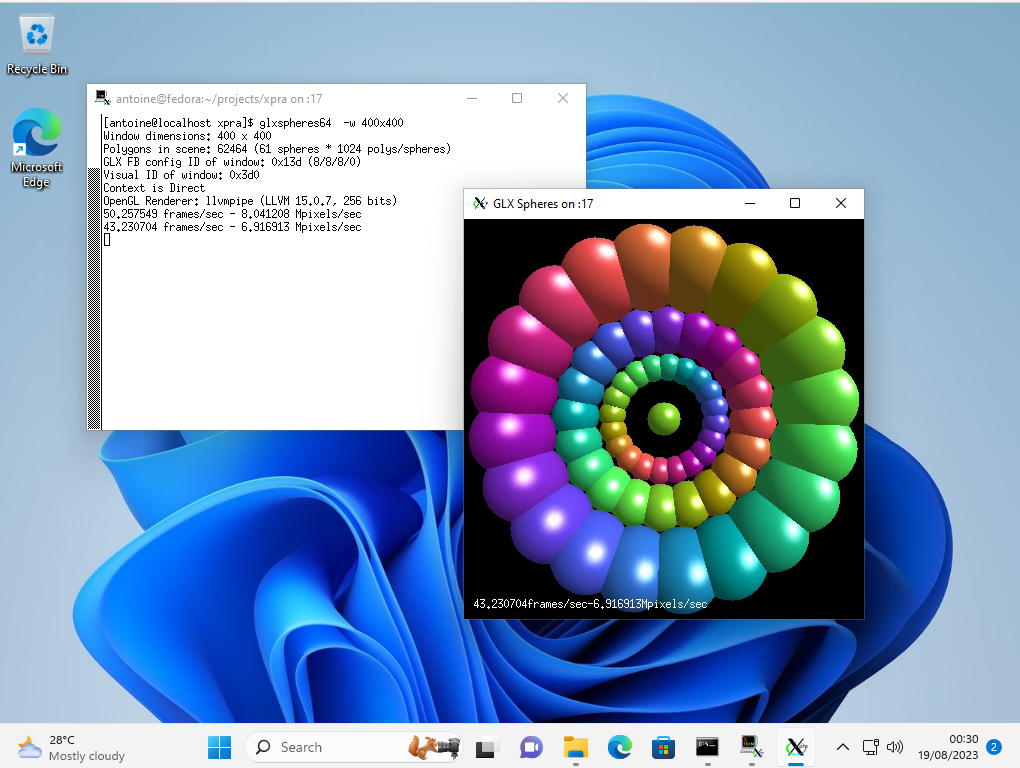 Recycle Bin
Microsoft
Edge
antoine@fedora:~/projects/xpra on :17
[antoine@localhost xpra]$ glxspheres64  -w 400x400
Window dimensions: 400 x 400
Polygons in scene: 62464 (61 spheres * 1024 polys/spheres)
GLX FB config ID of window: 0x13d (8/8/8/0)
Visual ID of window: 0x3d0
Context is Direct
OpenGL Renderer: llvmpipe (LLVM 15.0.7, 256 bits)
50.257549 frames/sec - 8.041208 Mpixels/sec
43.230704 frames/sec - 6.916913 Mpixels/sec
GLX Spheres on :17
43.230704frames/sec-6.916913Mpixels/sec
28°C
Mostly cloudy
Search
00:30
19/08/2023
2